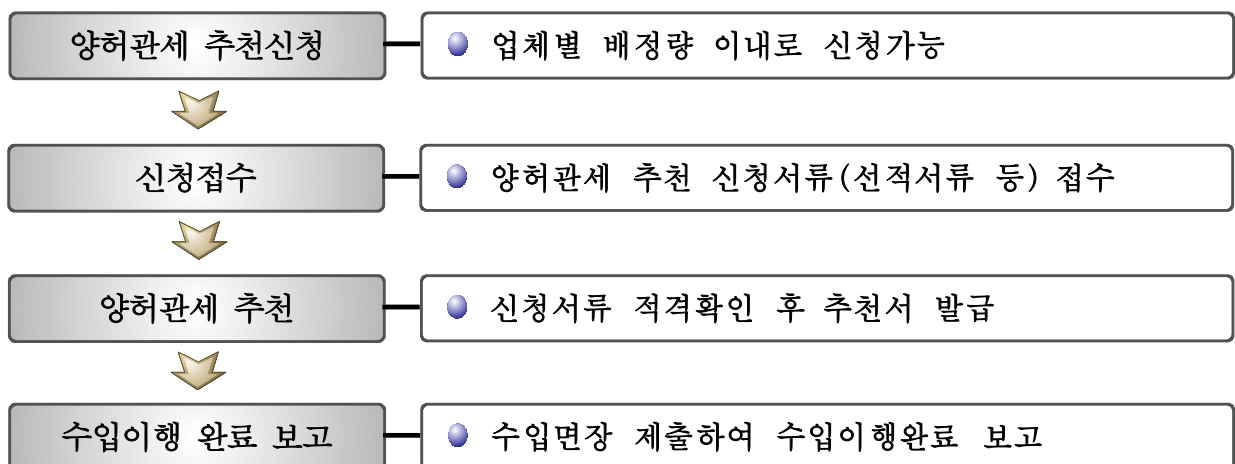 양허관세 추천신청
업체별 배정량 이내로 신청가능
신청접수
양허관세 추천 신청서류(선적서류 등) 접수
양허관세 추천
신청서류 적격확인 후 추천서 발급
수입이행 완료 보고
수입면장 제출하여 수입이행완료 보고